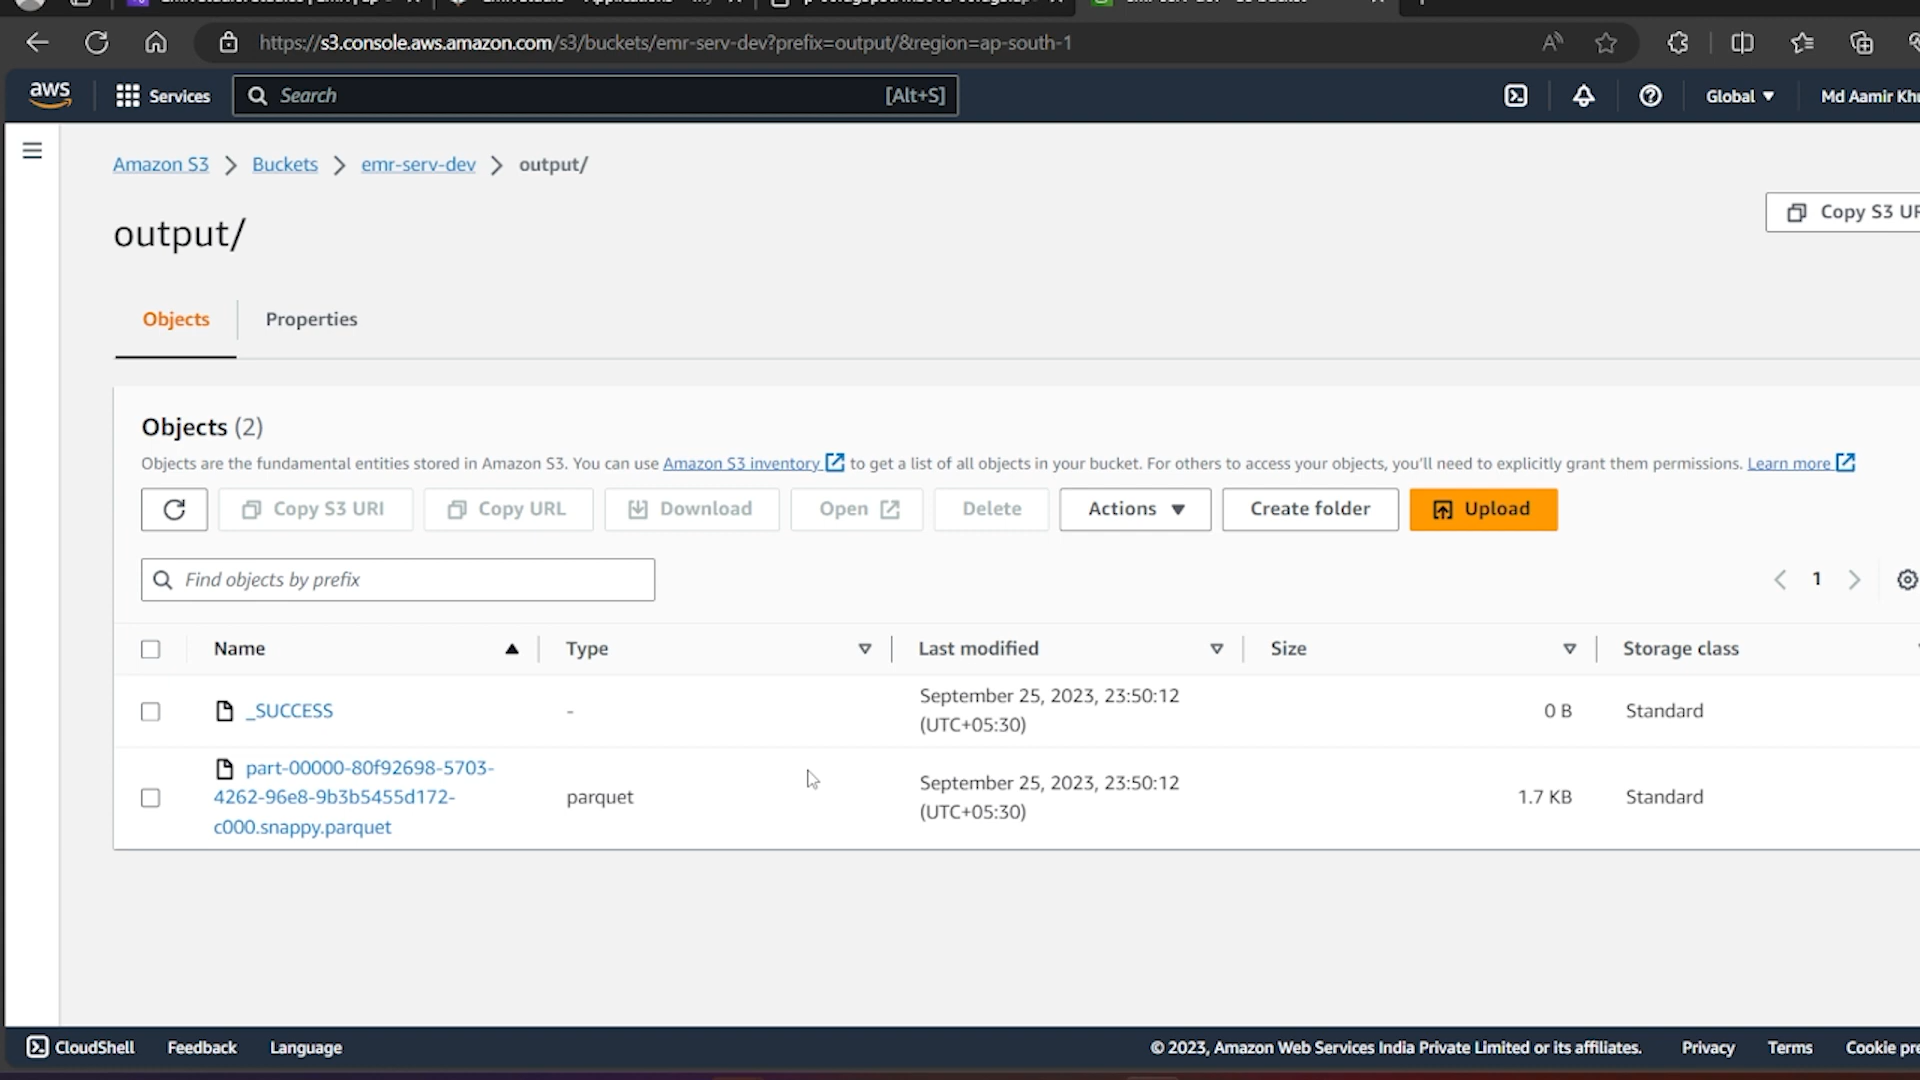 https://s3.console.aws.amazon.com/s3/buckets/emr-serv-dev?prefix=output/&region=ap-south-1
aws
Services
Search
[Alt+S]
Global
Md Aamir
Amazon S3
Buckets
emr-serv-dev
output/
Copy S3
output/
Objects
Properties
Objects (2)
Objects are the fundamental entities stored in Amazon S3. You can use Amazon S3 inventory to get a list of all objects in your bucket. For others to access your objects, you'll need to explicitly grant them permissions. Learn more
Copy S3 URI
Copy URL
Download
Open
Delete
Actions
Create folder
Upload
Find objects by prefix
1
Name
Type
Last modified
Size
Storage class
_SUCCESS
-
September 25, 2023, 23:50:12
(UTC+05:30)
0 B
Standard
part-00000-80f92698-5703-
4262-96e8-9b3b5455d172-
c000.snappy.parquet
parquet
September 25, 2023, 23:50:12
(UTC+05:30)
1.7 KB
Standard
CloudShell
Feedback
Language
© 2023, Amazon Web Services India Private Limited or its affiliates.
Privacy
Terms
Cookie